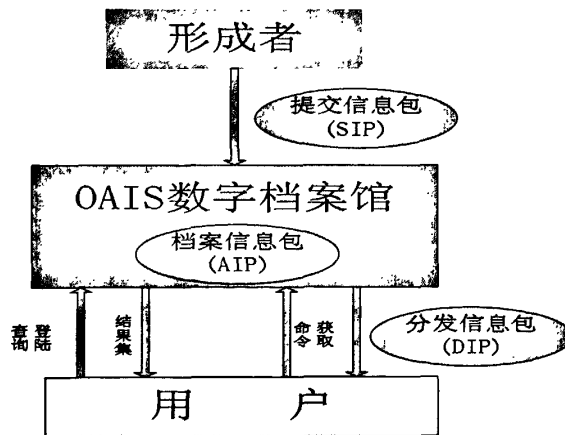 形成者
提交信息包
(SIP)
OAIS数字档案馆
档案信息包
(AIP)
登陆
查询
结果集
获取
命令
分发信息包
(DIP)
用 户